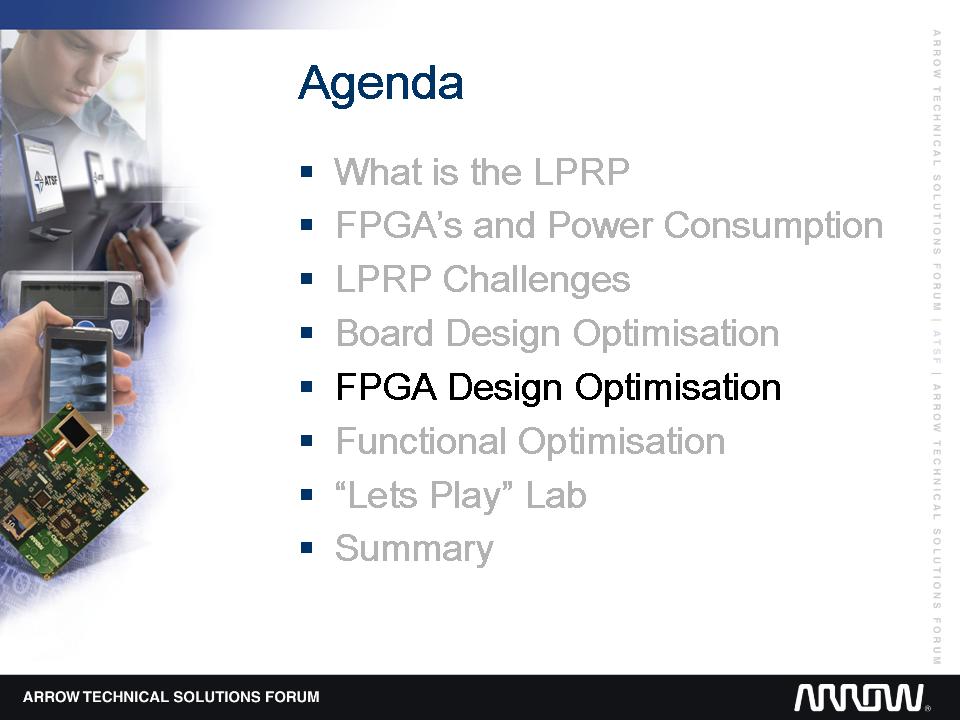 Agenda
What is the LPRP
FPGA’s and Power Consumption
LPRP Challenges
Board Design Optimisation
FPGA Design Optimisation
Functional Optimisation
“Lets Play” Lab
Summary
ARROW TECHNICAL SOLUTIONS FORUM | ATSF | ARROW TECHNICAL SOLUTIONS FORUM
ATSF
ARROW TECHNICAL SOLUTIONS FORUM
ARROW®